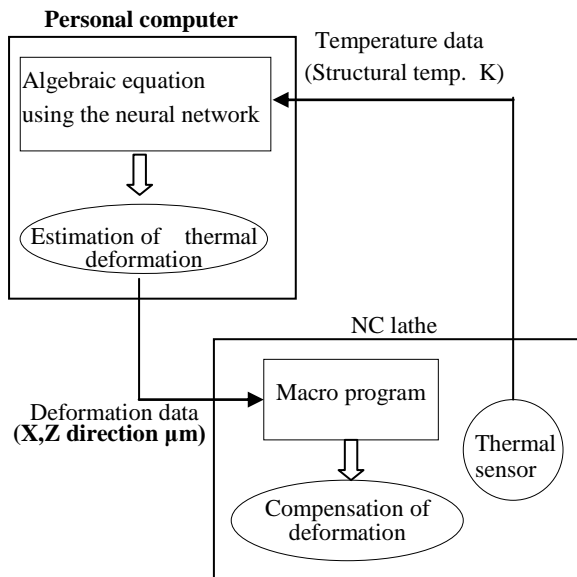 Personal computer
Algebraic equation
using the neural network
Estimation of thermal
deformation
Temperature data
(Structural temp. K)
NC lathe
Deformation data
(X,Z direction μm)
Macro program
Compensation of
deformation
Thermal
sensor